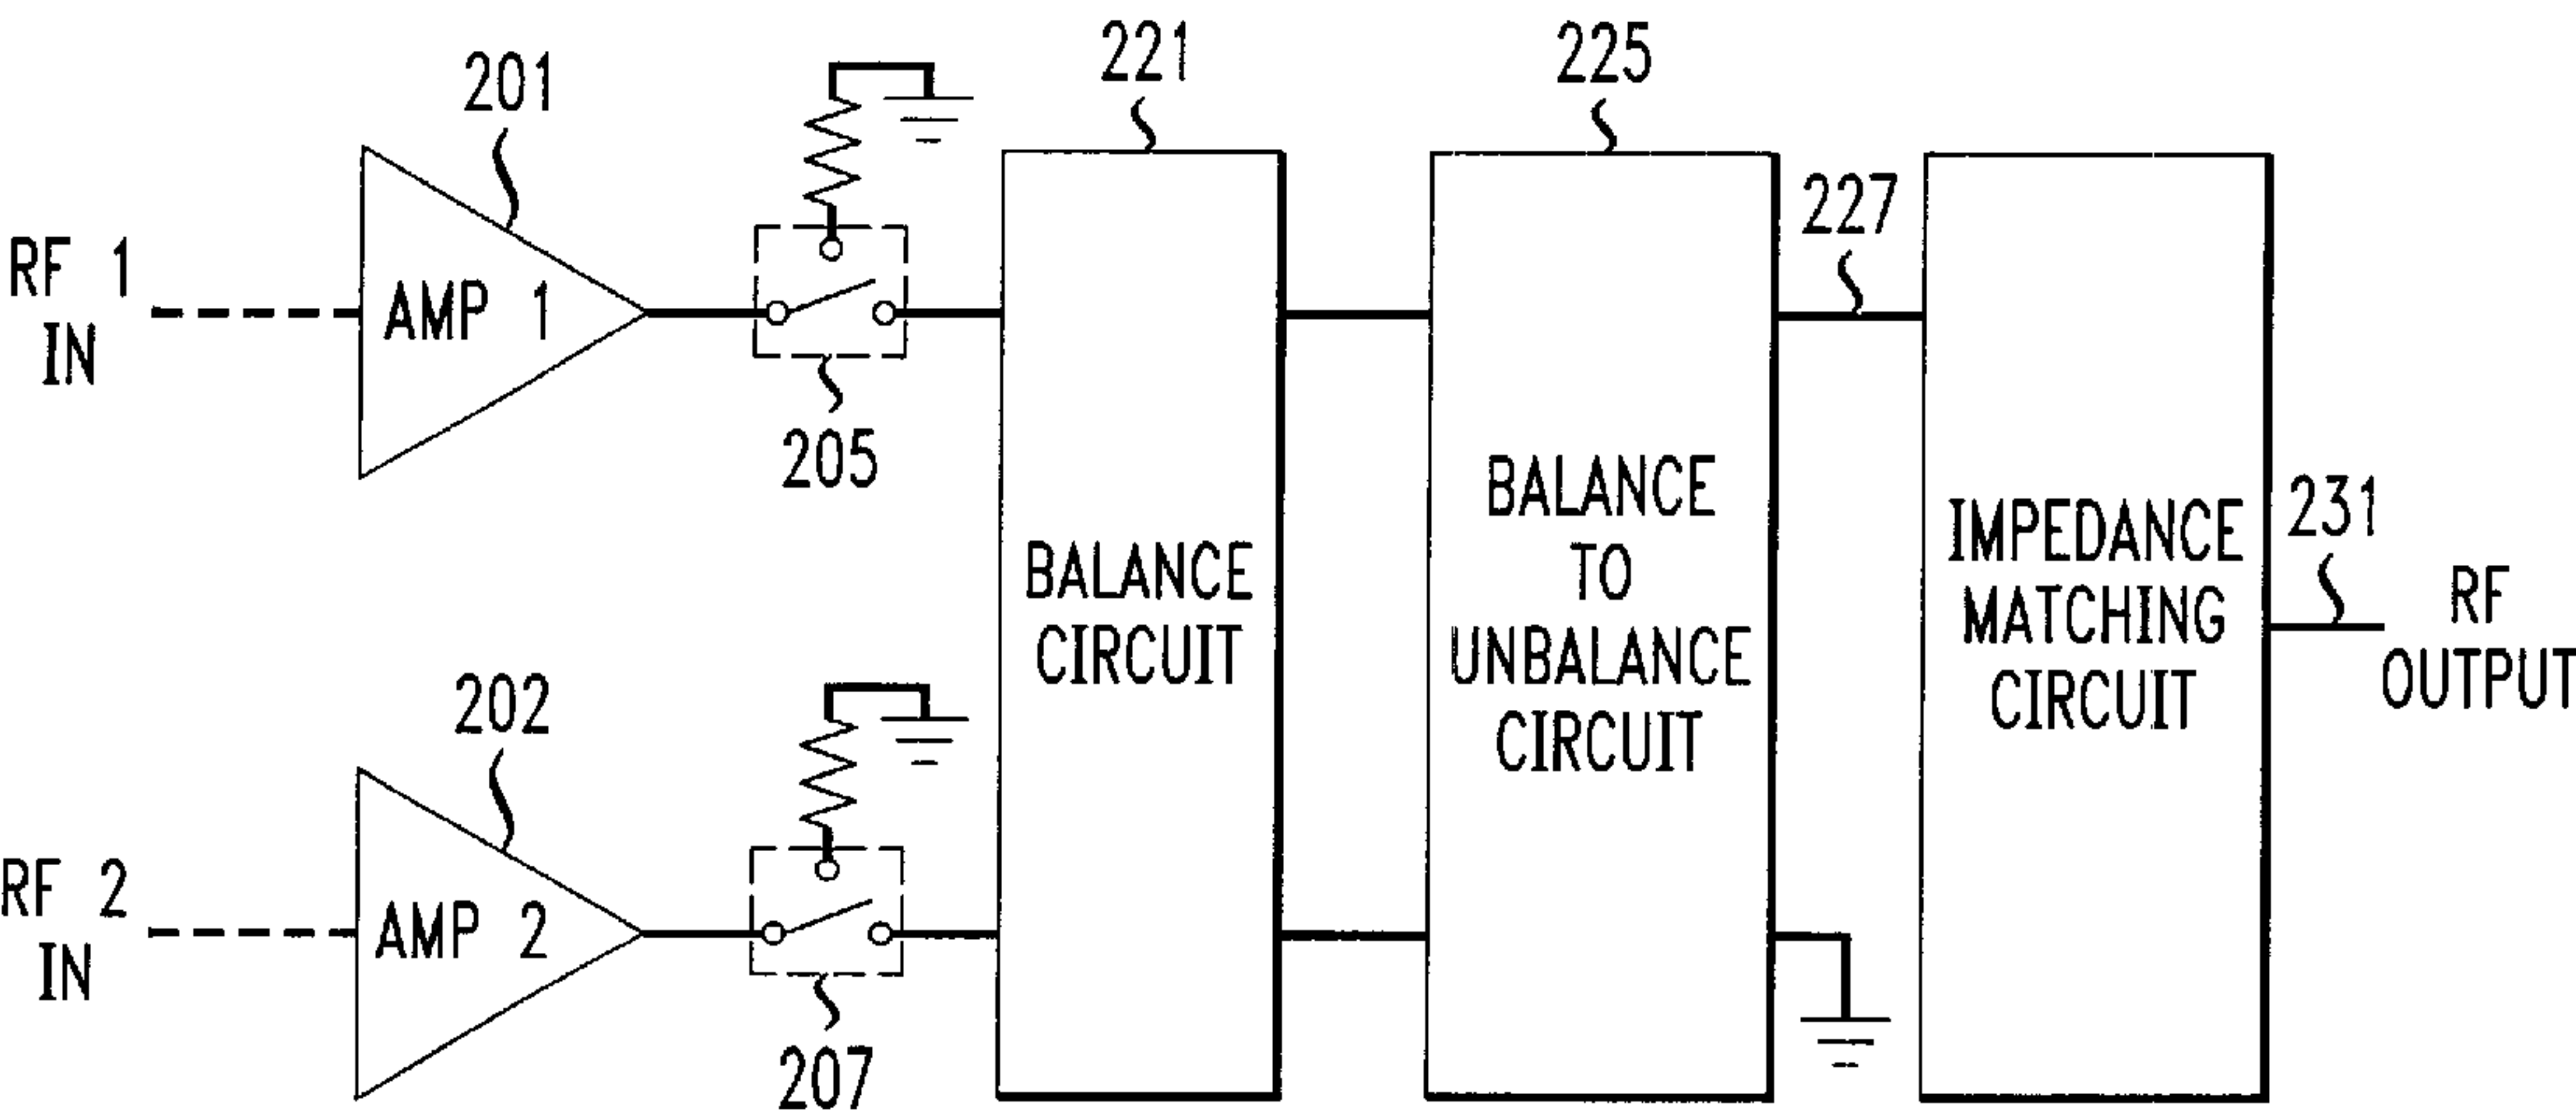 221
225
201
227
RF 1
IN
AMP 1
205
BALANCE
TO
UNBALANCE
CIRCUIT
BALANCE
CIRCUIT
IMPEDANCE
MATCHING
CIRCUIT
231
RF
OUTPUT
202
RF 2
IN
AMP 2
207